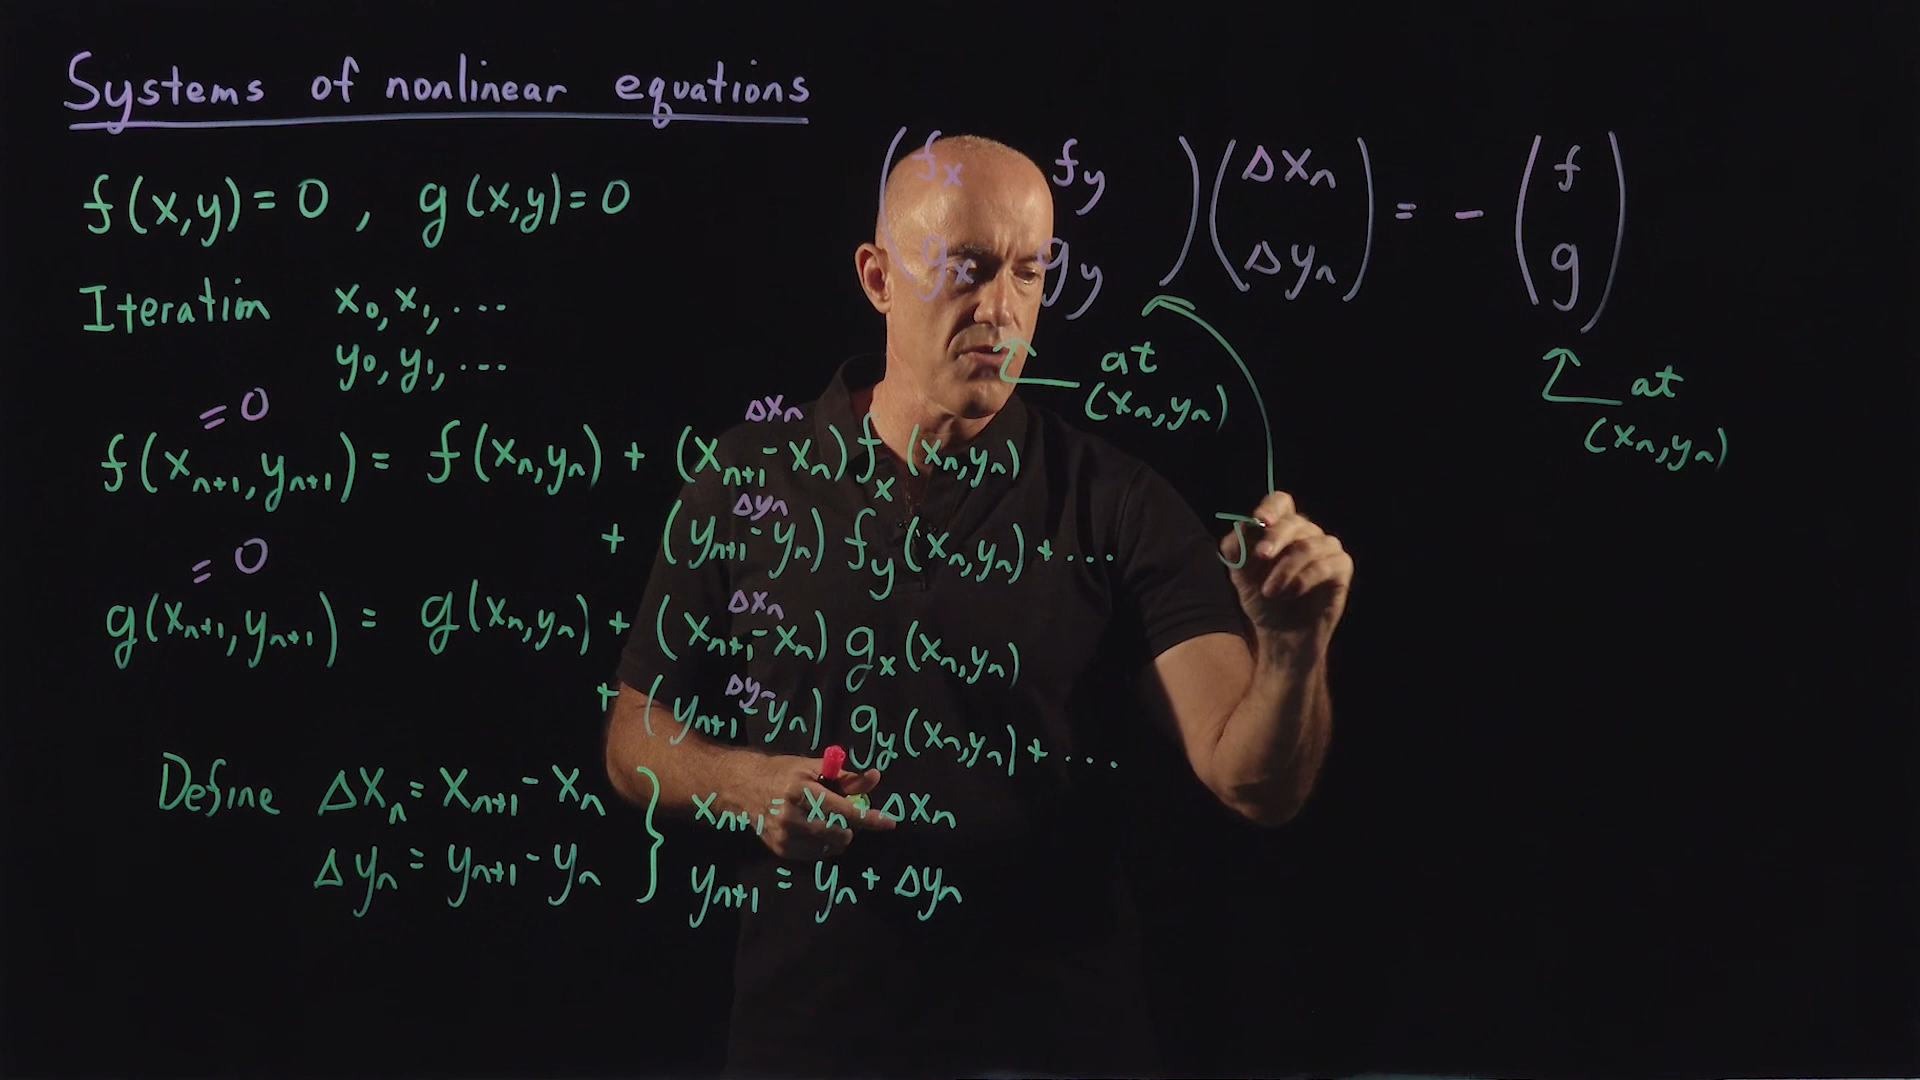 Systems of nonlinear equations
f(x,y)=0, g(x,y)=0
Iteration x₀,x₁,...
y₀,y₁,...
=0
f(xₙ₊₁,yₙ₊₁) = f(xₙ,yₙ) + (xₙ₊₁-xₙ) fₓ(xₙ,yₙ)
Δxₙ
+ (yₙ₊₁-yₙ) f_y(xₙ,yₙ)+...
Δyₙ
=0
g(xₙ₊₁,yₙ₊₁) = g(xₙ,yₙ) + (xₙ₊₁-xₙ) gₓ(xₙ,yₙ)
Δxₙ
+ (yₙ₊₁-yₙ) g_y(xₙ,yₙ)+...
Δyₙ
Define Δxₙ = xₙ₊₁-xₙ } xₙ₊₁ = xₙ+Δxₙ
Δyₙ = yₙ₊₁-yₙ } yₙ₊₁ = yₙ+Δyₙ
(fₓ f_y) (Δxₙ) = - (f)
(gₓ g_y) (Δyₙ) (g)
at
(xₙ,yₙ)
at
(xₙ,yₙ)
J